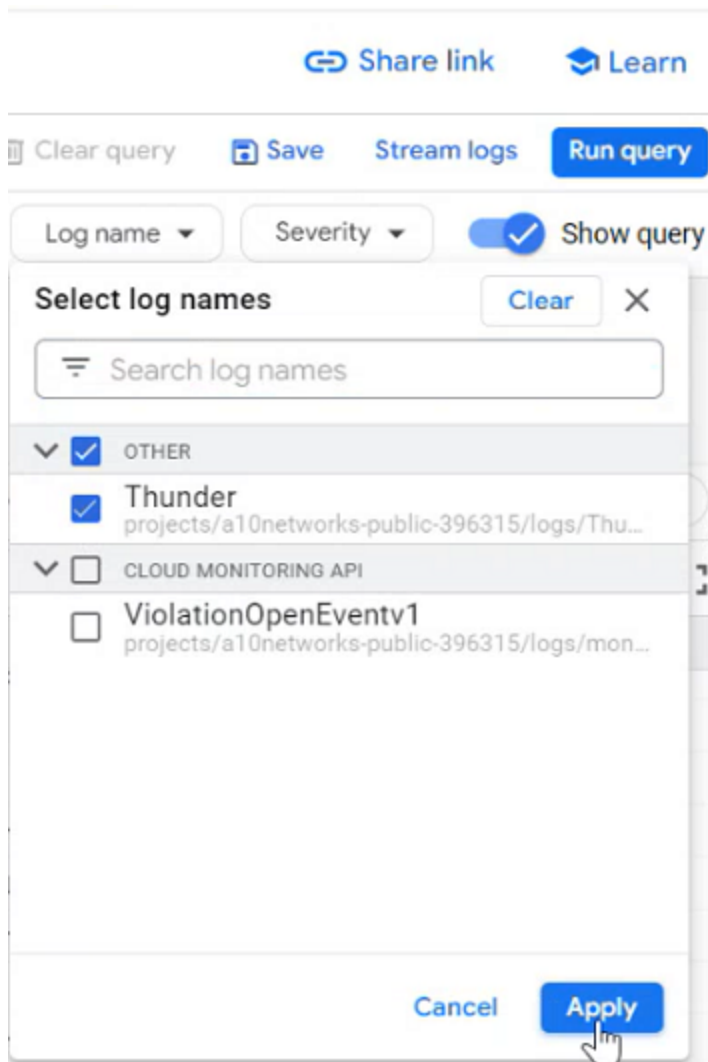 Share link Learn
Clear query Save Stream logs Run query
Log name Severity Show query
Select log names Clear
Search log names
OTHER
Thunder
projects/a10networks-public-396315/logs/Thu...
CLOUD MONITORING API
ViolationOpenEventv1
projects/a10networks-public-396315/logs/mon...
Cancel Apply